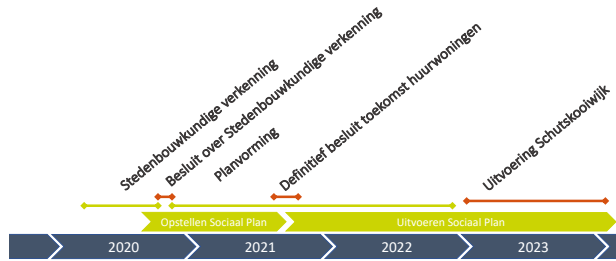 Stedenbouwkundige verkenning
Besluit over Stedenbouwkundige verkenning
Planvorming
Definitief besluit toekomst huurwoningen
Uitvoering Schutskooiwijk
Opstellen Sociaal Plan
Uitvoeren Sociaal Plan
2020
2021
2022
2023